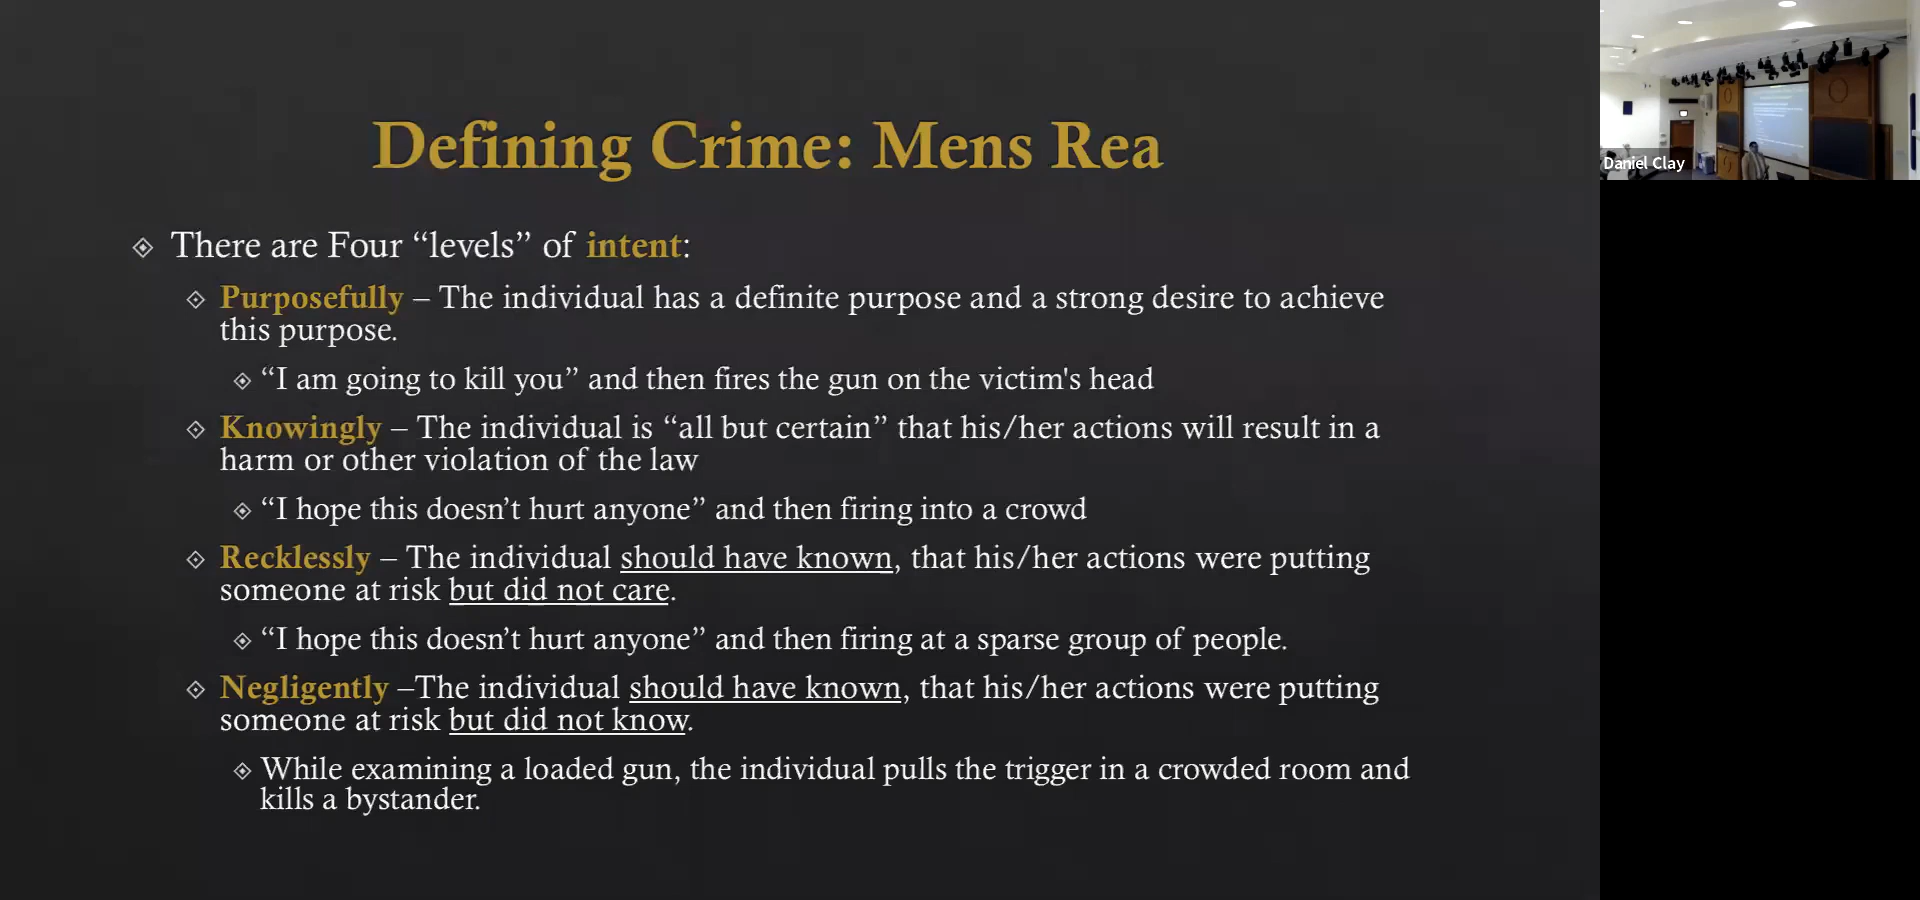 Defining Crime: Mens Rea
There are Four “levels” of intent:
Purposefully – The individual has a definite purpose and a strong desire to achieve
this purpose.
“I am going to kill you” and then fires the gun on the victim's head
Knowingly – The individual is “all but certain” that his/her actions will result in a
harm or other violation of the law
“I hope this doesn’t hurt anyone” and then firing into a crowd
Recklessly – The individual should have known, that his/her actions were putting
someone at risk but did not care.
“I hope this doesn’t hurt anyone” and then firing at a sparse group of people.
Negligently –The individual should have known, that his/her actions were putting
someone at risk but did not know.
While examining a loaded gun, the individual pulls the trigger in a crowded room and
kills a bystander.
Daniel Clay